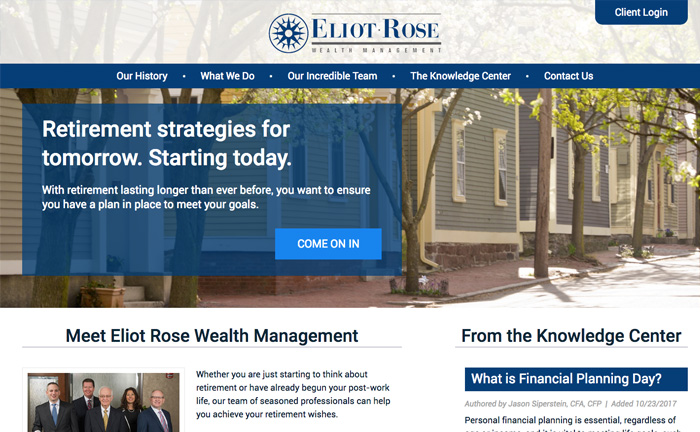 Client Login
ELIOT·ROSE
WEALTH MANAGEMENT
Our History • What We Do • Our Incredible Team • The Knowledge Center • Contact Us
Retirement strategies for
tomorrow. Starting today.
With retirement lasting longer than ever before, you want to ensure
you have a plan in place to meet your goals.
COME ON IN
Meet Eliot Rose Wealth Management
Whether you are just starting to think about
retirement or have already begun your post-work
life, our team of seasoned professionals can help
you achieve your retirement wishes.
From the Knowledge Center
What is Financial Planning Day?
Authored by Jason Siperstein, CFA, CFP | Added 10/23/2017
Personal financial planning is essential, regardless of